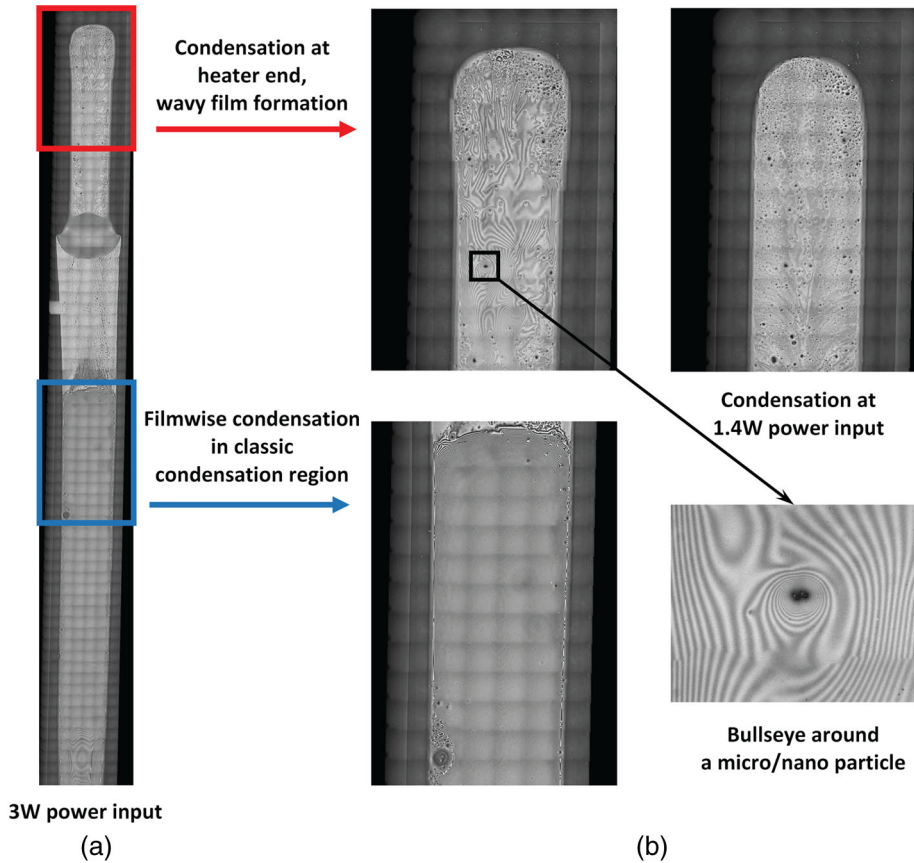 Condensation at
heater end,
wavy film formation
Condensation at
1.4W power input
Filmwise condensation
in classic
condensation region
Bullseye around
a micro/nano particle
3W power input
(a)
(b)